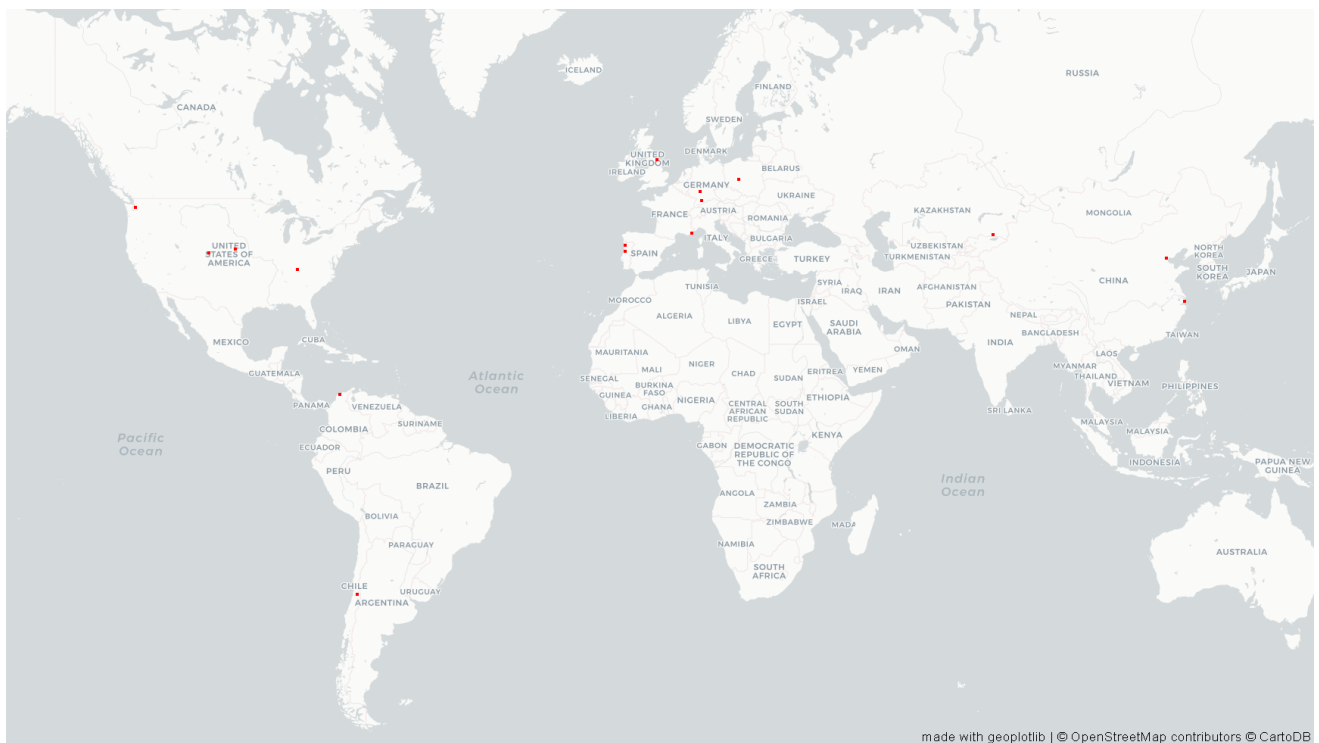 ICELAND
RUSSIA
FINLAND
CANADA
SWEDEN
DENMARK
UNITED
KINGDOM
IRELAND
BELARUS
GERMANY
UKRAINE
FRANCE
AUSTRIA
ROMANIA
KAZAKHSTAN
MONGOLIA
ITALY
BULGARIA
UNITED
STATES OF
AMERICA
SPAIN
GREECE
TURKEY
UZBEKISTAN
TURKMENISTAN
NORTH
KOREA
SOUTH
KOREA
JAPAN
CHINA
TUNISIA
SYRIA
IRAQ
IRAN
AFGHANISTAN
PAKISTAN
MOROCCO
ISRAEL
ALGERIA
LIBYA
EGYPT
SAUDI
ARABIA
NEPAL
BANGLADESH
TAIWAN
MEXICO
CUBA
INDIA
OMAN
MAURITANIA
LAOS
MYANMAR
THAILAND
VIETNAM
PHILIPPINES
GUATEMALA
Atlantic
Ocean
SENEGAL
MALI
NIGER
CHAD
SUDAN
ERITREA
YEMEN
BURKINA
FASO
GUINEA
GHANA
LIBERIA
NIGERIA
CENTRAL
AFRICAN
REPUBLIC
SOUTH
SUDAN
ETHIOPIA
SRI LANKA
PANAMA
VENEZUELA
COLOMBIA
SURINAME
MALAYSIA
MALAYSIA
Pacific
Ocean
ECUADOR
GABON
DEMOCRATIC
REPUBLIC OF
THE CONGO
KENYA
INDONESIA
PAPUA NEW
GUINEA
PERU
BRAZIL
Indian
Ocean
ANGOLA
ZAMBIA
BOLIVIA
ZIMBABWE
MADA
PARAGUAY
NAMIBIA
AUSTRALIA
SOUTH
AFRICA
CHILE
URUGUAY
ARGENTINA
made with geoplotlib | © OpenStreetMap contributors © CartoDB